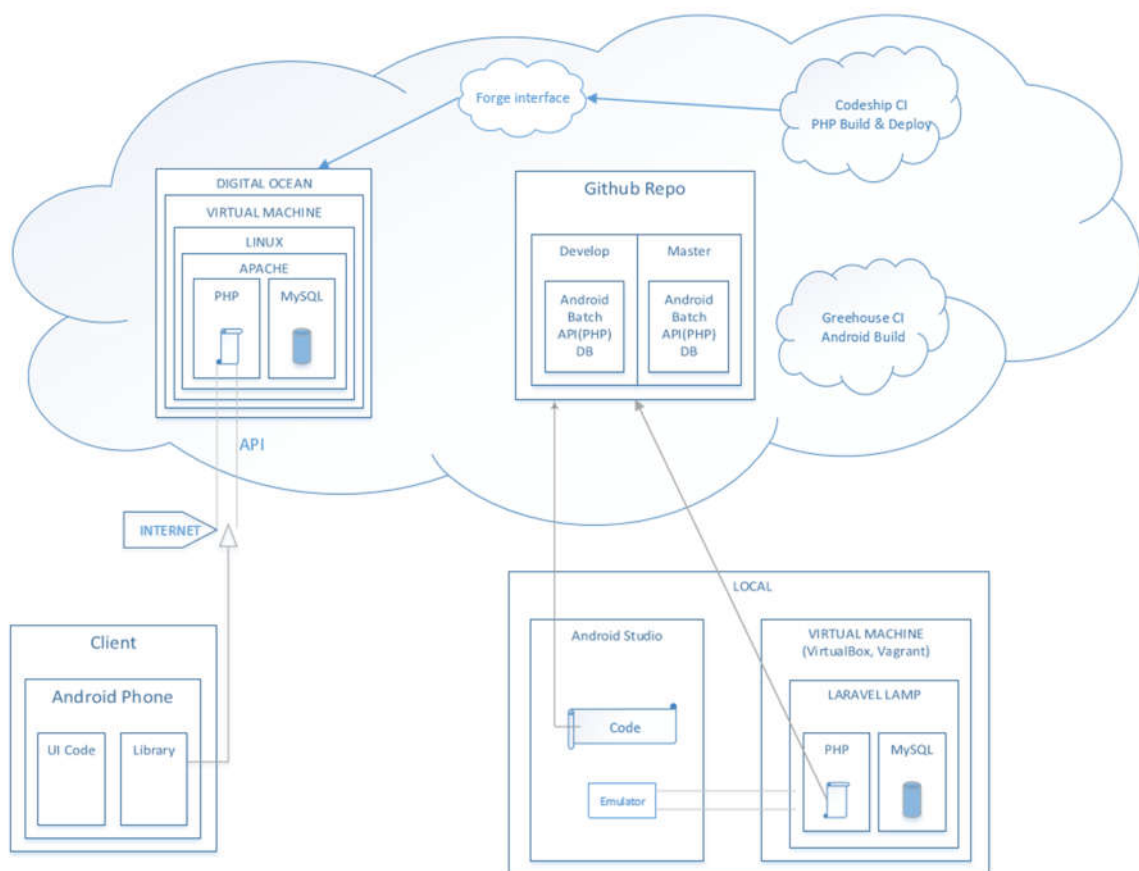 Forge interface
Codeship CI
PHP Build & Deploy
DIGITAL OCEAN
VIRTUAL MACHINE
LINUX
APACHE
PHP
MySQL
API
Github Repo
Develop
Android
Batch
API(PHP)
DB
Master
Android
Batch
API(PHP)
DB
Greehouse CI
Android Build
INTERNET
Client
Android Phone
UI Code
Library
LOCAL
Android Studio
Code
Emulator
VIRTUAL MACHINE
(VirtualBox, Vagrant)
LARAVEL LAMP
PHP
MySQL